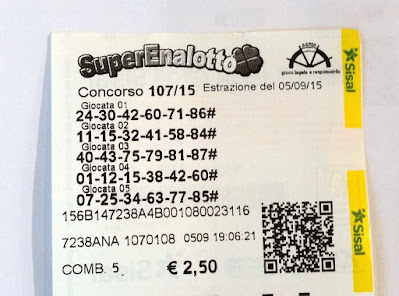 SuperEnalotto
AAMS
gioco legale e responsabile
Sisal
Concorso 107/15 Estrazione del 05/09/15
Giocata 01
24-30-42-60-71-86#
Giocata 02
11-15-32-41-58-84#
Giocata 03
40-43-75-79-81-87#
Giocata 04
01-12-15-38-42-60#
Giocata 05
07-25-34-63-77-85#
156B147238A4B001080023116
7238ANA 1070108 0509 19:06:21
Sisal
COMB. 5 € 2,50